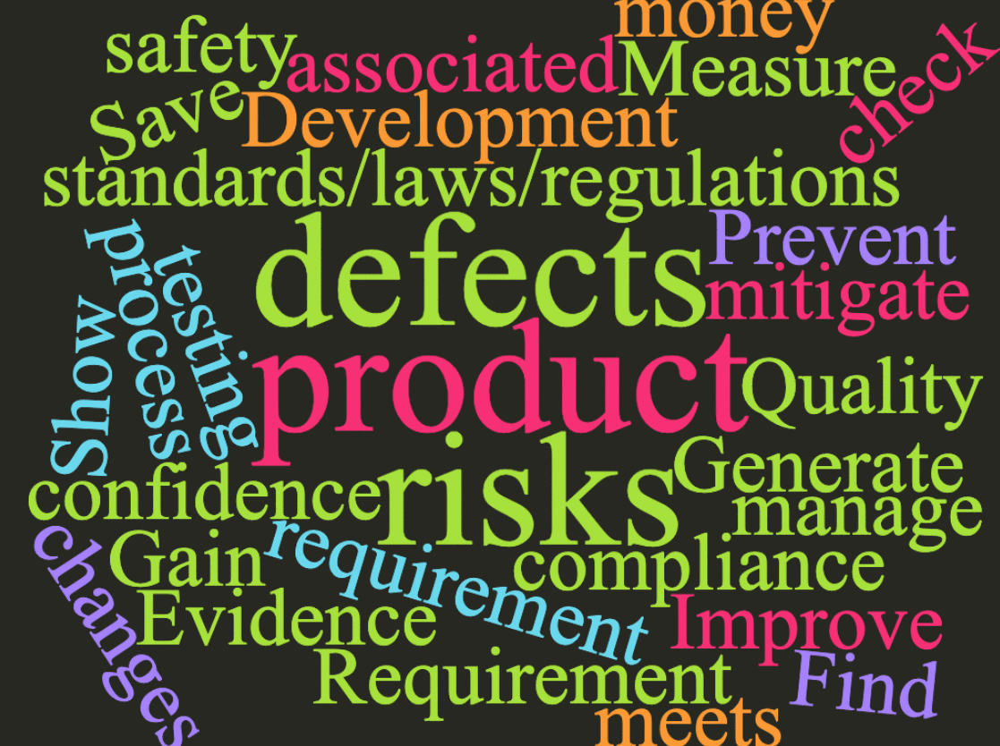 money
safety
associated
Measure
check
Save
Development
standards/laws/regulations
defects
Prevent
process
testing
mitigate
Show
product
Quality
risks
Generate
confidence
manage
changes
Gain
requirement
compliance
Evidence
Improve
Requirement
Find
meets